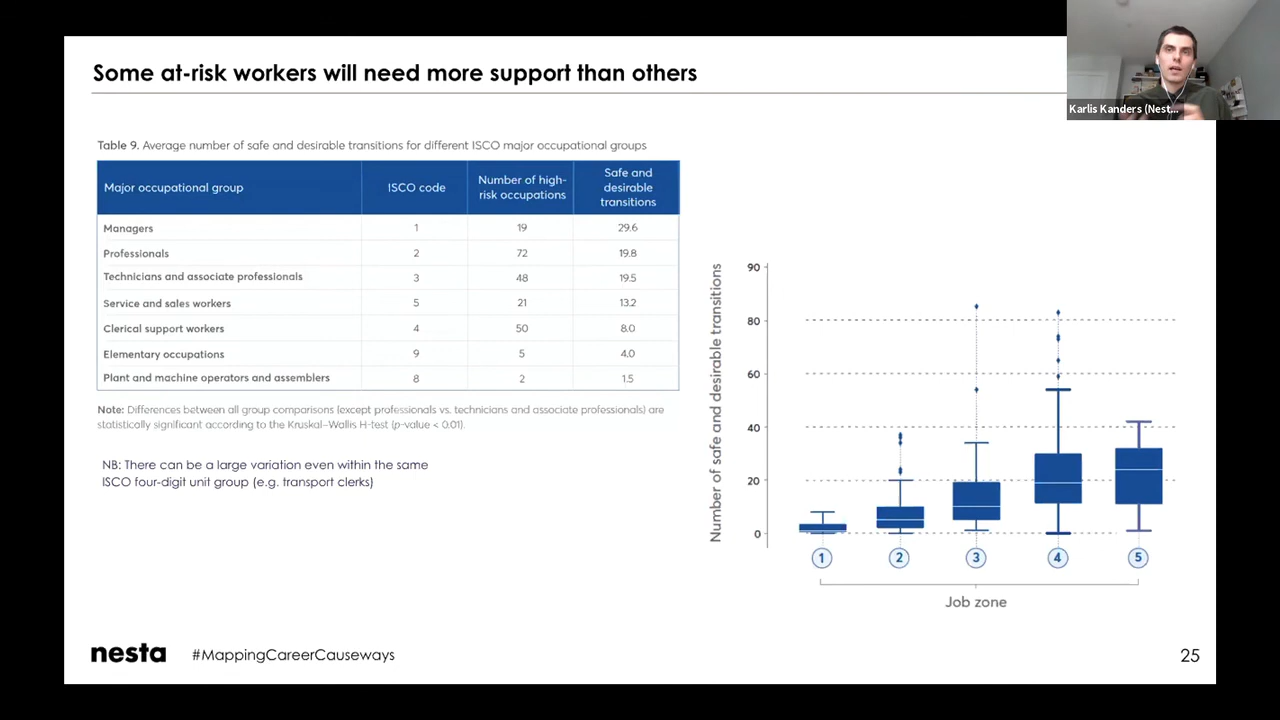 Some at-risk workers will need more support than others
Karlis Kanders (Nest...
Table 9. Average number of safe and desirable transitions for different ISCO major occupational groups
Major occupational group ISCO code Number of high-risk occupations Safe and desirable transitions
Managers 1 19 29.6
Professionals 2 72 19.8
Technicians and associate professionals 3 48 19.5
Service and sales workers 5 21 13.2
Clerical support workers 4 50 8.0
Elementary occupations 9 5 4.0
Plant and machine operators and assemblers 8 2 1.5
Note: Differences between all group comparisons (except professionals vs. technicians and associate professionals) are
statistically significant according to the Kruskal–Wallis H-test (p-value < 0.01).
NB: There can be a large variation even within the same
ISCO four-digit unit group (e.g. transport clerks)
Number of safe and desirable transitions
90
80
60
40
20
0
1 2 3 4 5
Job zone
nesta #MappingCareerCauseways
25